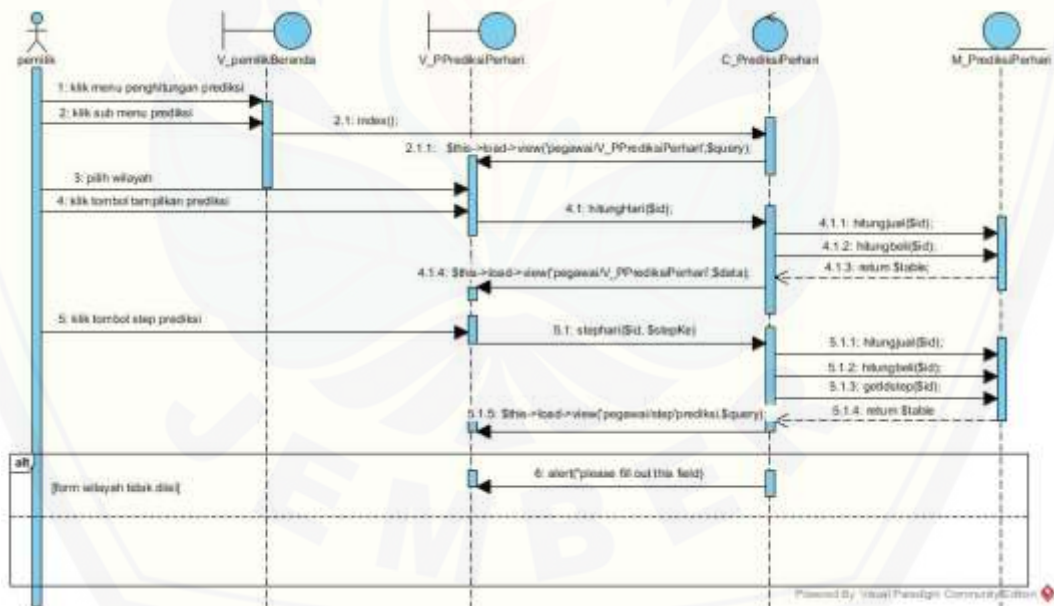 pemilik
V_pemilikBeranda
V_PPrediksiPerhari
C_PrediksiPerhari
M_PrediksiPerhari
1: klik menu penghitungan prediksi
2: klik sub menu prediksi
2.1: index();
2.1.1: $this->load->view('pegawai/V_PPrediksiPerhari',$query);
3: pilih wilayah
4: klik tombol tampilkan prediksi
4.1: hitungHari($id);
4.1.1: hitungjual($id);
4.1.2: hitungbeli($id);
4.1.3: return $table;
4.1.4: $this->load->view('pegawai/V_PPrediksiPerhari',$data);
5: klik tombol step prediksi
5.1: stephari($id, $stepKe)
5.1.1: hitungjual($id);
5.1.2: hitungbeli($id);
5.1.3: getIdstep($id);
5.1.4: return $table
5.1.5: $this->load->view('pegawai/step'prediksi,$query);
alt
[form wilayah tidak diisi]
6: alert("please fill out this field)
JEMBER
Powered By Visual Paradigm Community Edition